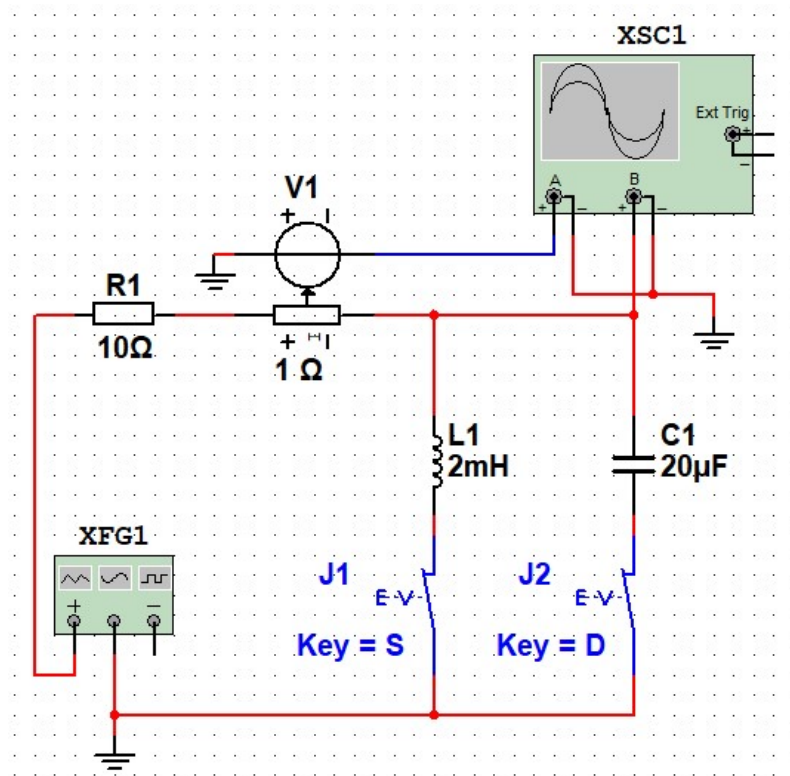 XSC1
Ext Trig
+
−
A
B
+ −
+ −
V1
+ −
R1
10Ω
+ −
1 Ω
L1
2mH
C1
20µF
XFG1
+ −
J1
Key = S
J2
Key = D